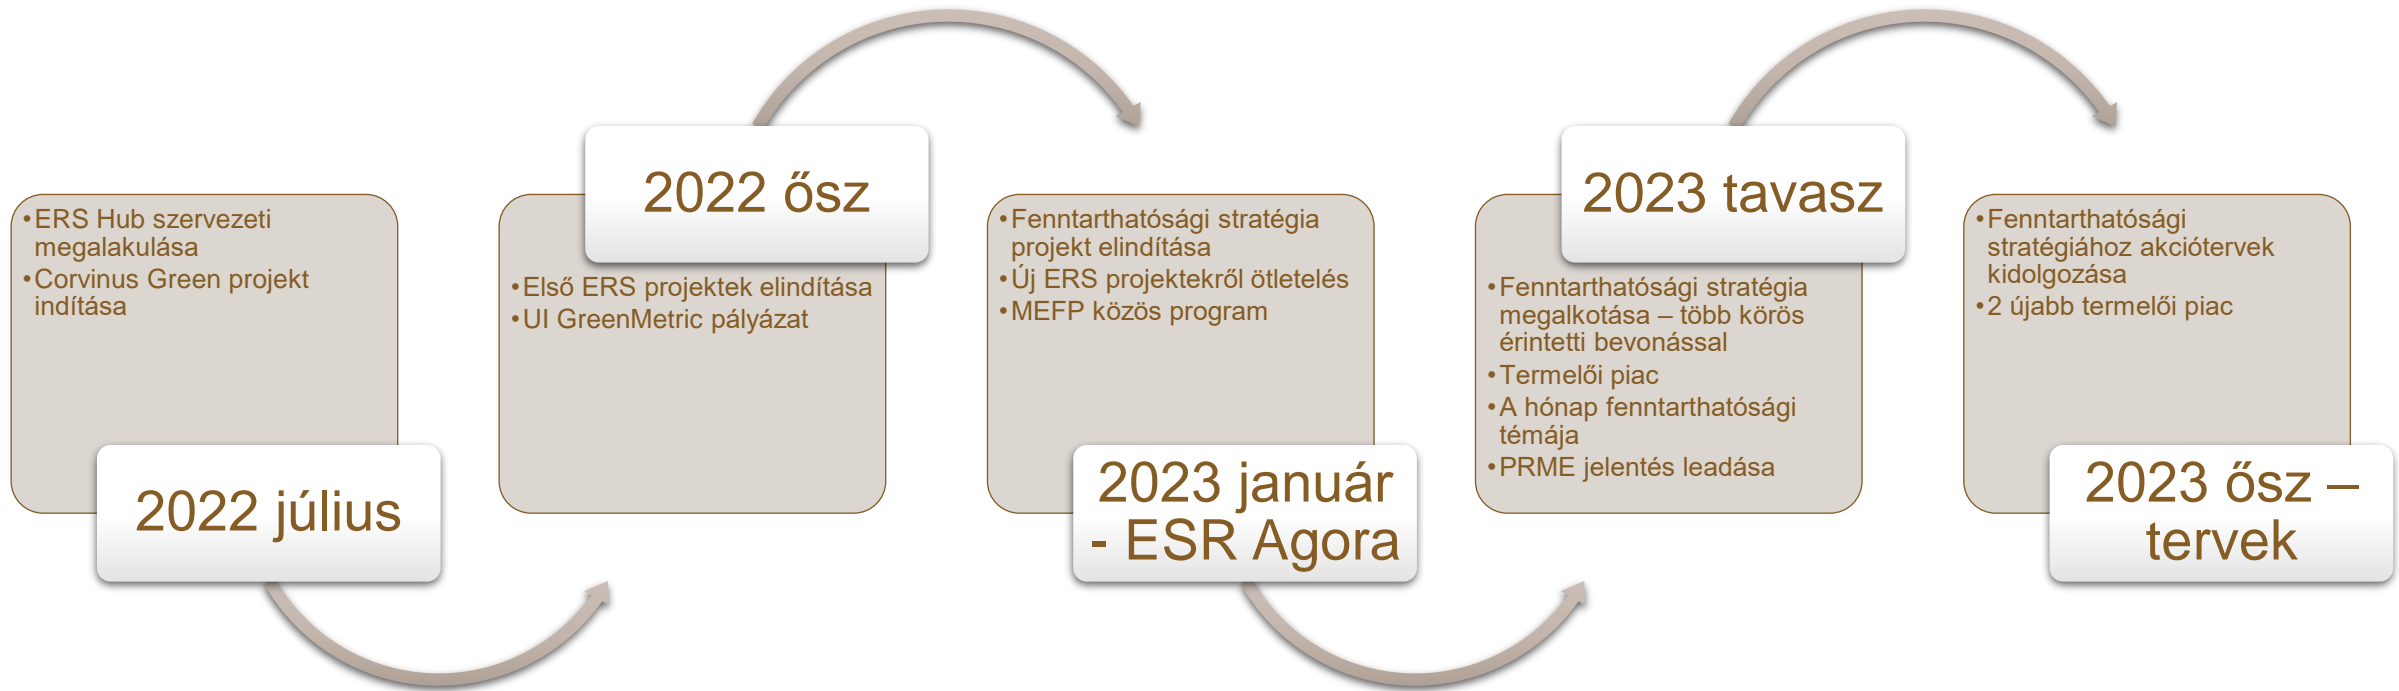 •ERS Hub szervezeti
megalakulása
•Corvinus Green projekt
indítása
2022 július
2022 ősz
•Első ERS projektek elindítása
•UI GreenMetric pályázat
•Fenntarthatósági stratégia
projekt elindítása
•Új ERS projektekről ötletelés
•MEFP közös program
2023 január
- ESR Agora
2023 tavasz
•Fenntarthatósági stratégia
megalkotása – több körös
érintetti bevonással
•Termelői piac
•A hónap fenntarthatósági
témája
•PRME jelentés leadása
•Fenntarthatósági
stratégiához akciótervek
kidolgozása
•2 újabb termelői piac
2023 ősz –
tervek